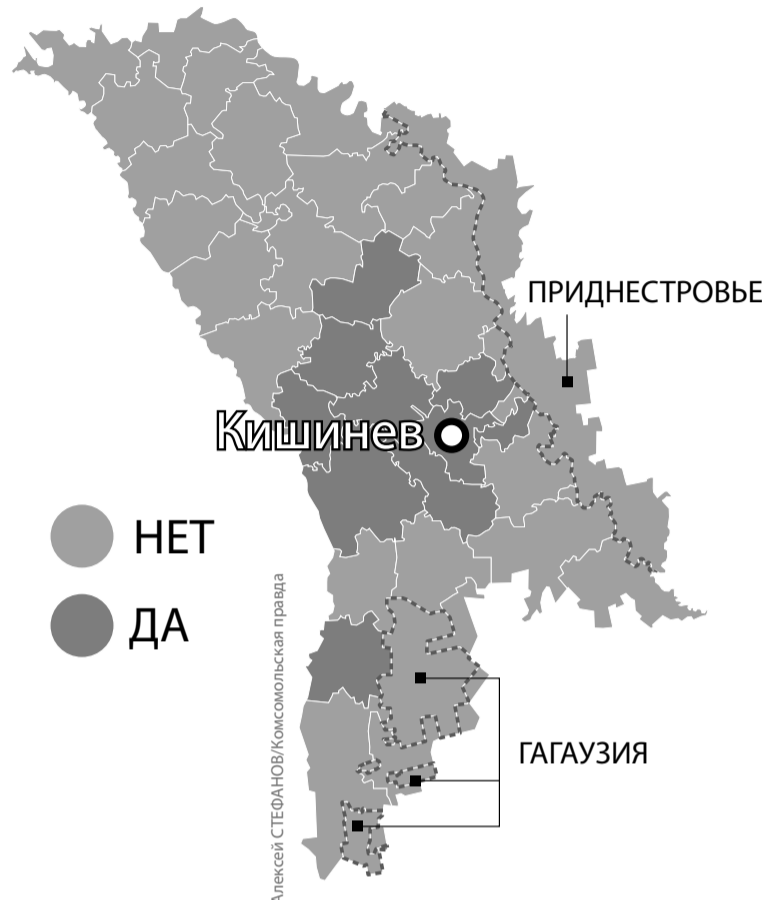 ПРИДНЕСТРОВЬЕ
Кишинев
НЕТ
ДА
Алексей СТЕФАНОВ/Комсомольская правда
ГАГАУЗИЯ